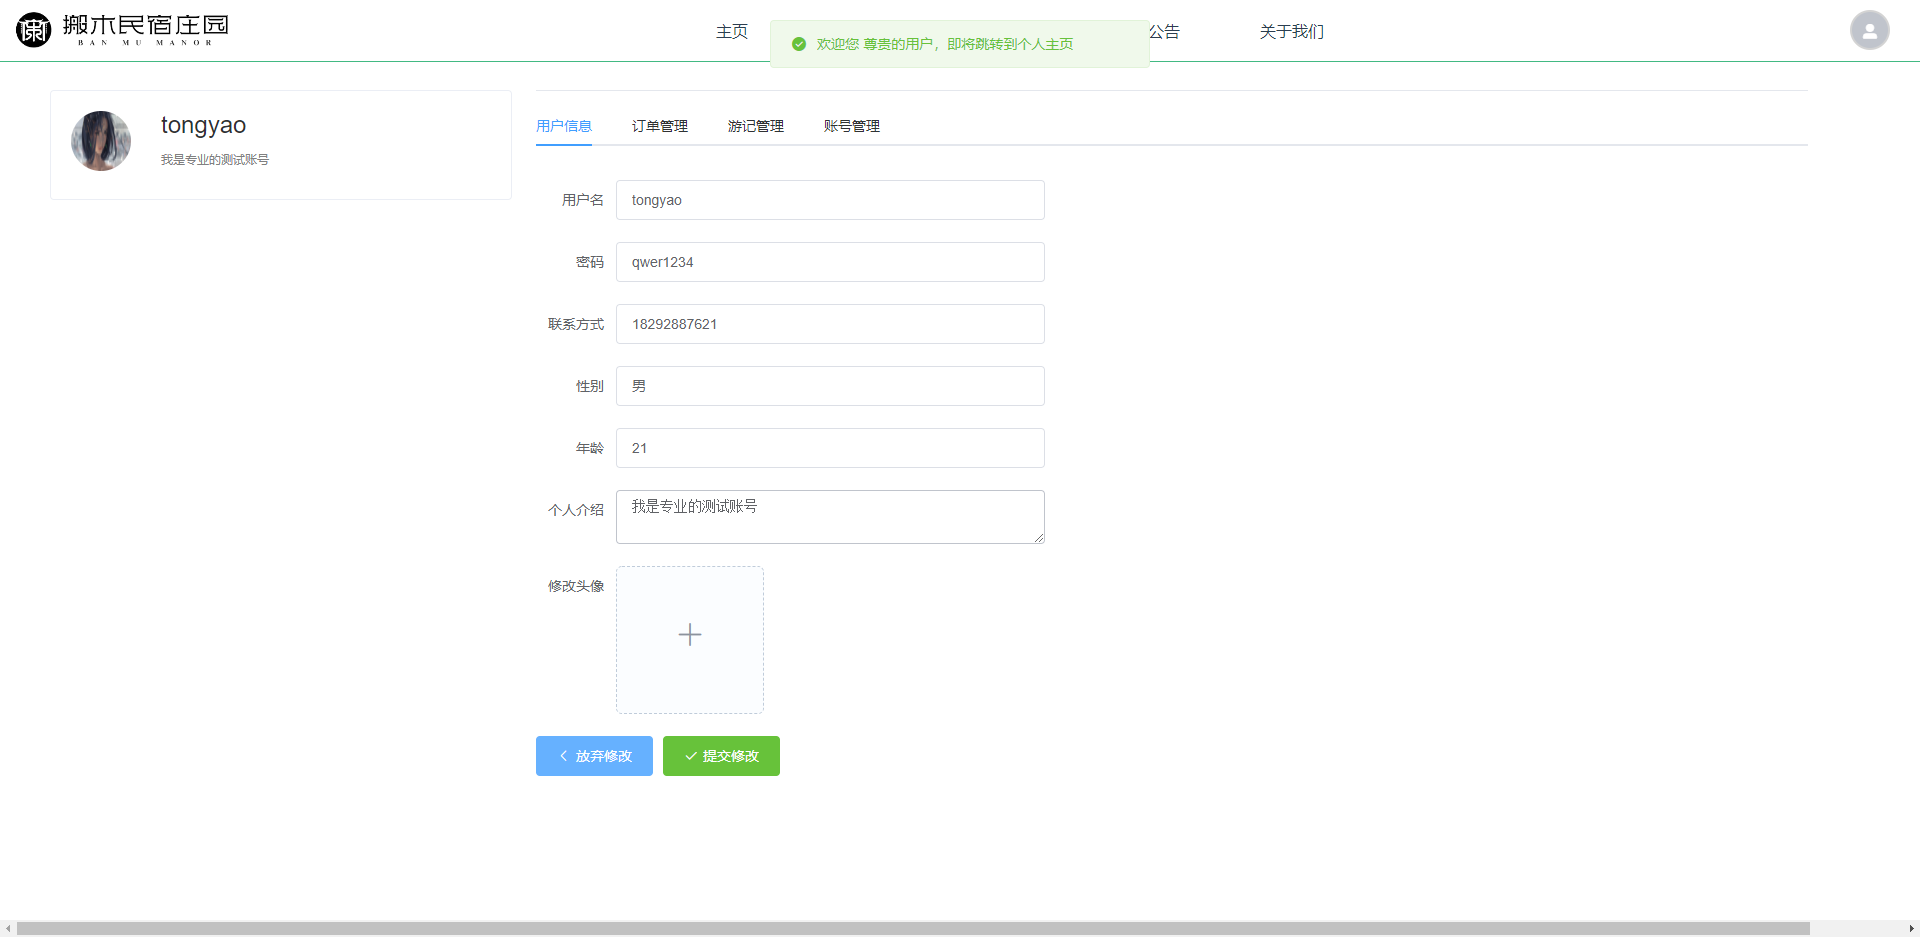 搬木民宿庄园
BAN MU MANOR
主页
公告
关于我们
欢迎您 尊贵的用户，即将跳转到个人主页
tongyao
我是专业的测试账号
用户信息
订单管理
游记管理
账号管理
用户名
tongyao
密码
qwer1234
联系方式
18292887621
性别
男
年龄
21
个人介绍
我是专业的测试账号
修改头像
放弃修改
提交修改